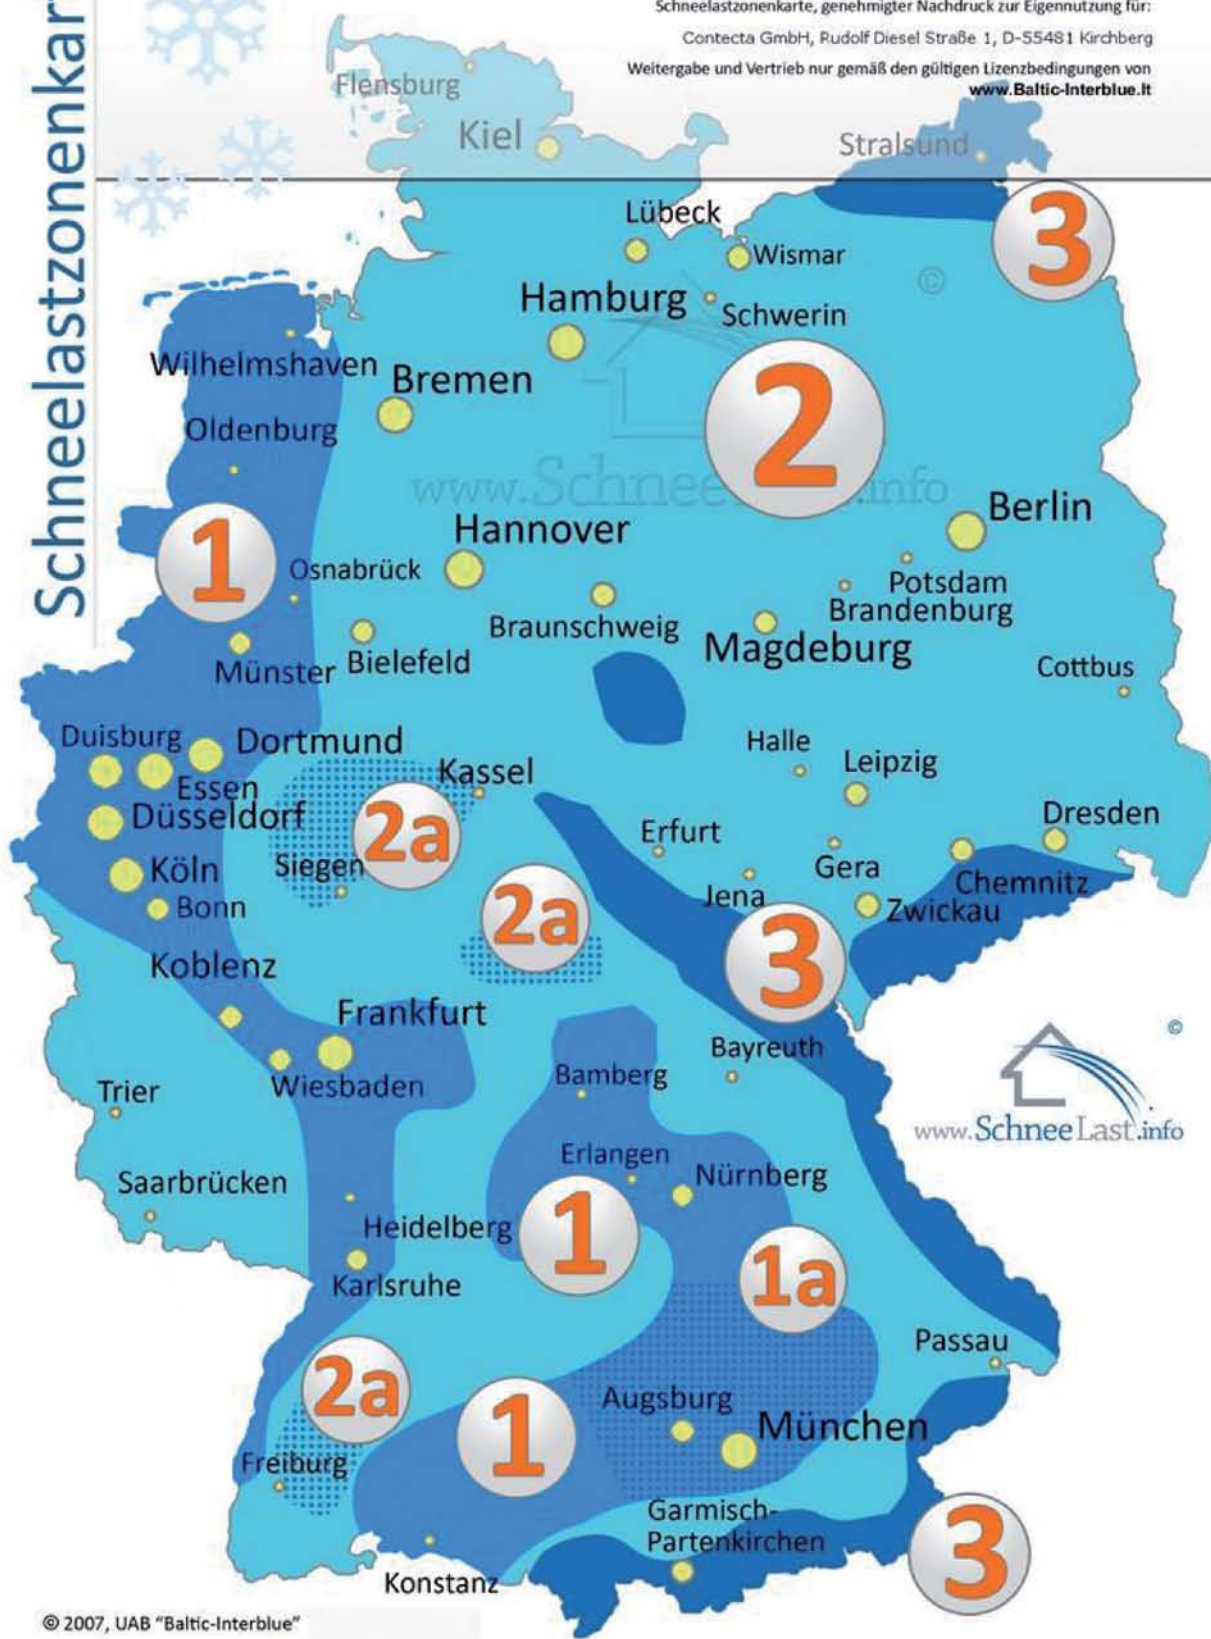 Schneelastzonenkar
Schneelastzonenkarte, genehmigter Nachdruck zur Eigennutzung für:
Contecta GmbH, Rudolf Diesel Straße 1, D-55481 Kirchberg
Weitergabe und Vertrieb nur gemäß den gültigen Lizenzbedingungen von
www.Baltic-Interblue.lt
Flensburg
Kiel
Stralsund
Lübeck
3
Wismar
©
Hamburg
Schwerin
Wilhelmshaven
Bremen
2
Oldenburg
www.Schnee .info
Berlin
Hannover
1
Osnabrück
Potsdam
Braunschweig
Brandenburg
Magdeburg
Münster
Bielefeld
Cottbus
Duisburg
Dortmund
Halle
Kassel
Leipzig
Essen
Düsseldorf
2a
Erfurt
Dresden
Köln
Siegen
Gera
Chemnitz
Jena
Bonn
2a
Zwickau
Koblenz
3
Frankfurt
©
Bayreuth
Wiesbaden
Bamberg
Trier
www.SchneeLast.info
Erlangen
Nürnberg
Saarbrücken
Heidelberg
1
Karlsruhe
1a
Passau
2a
Augsburg
1
München
Freiburg
Garmisch-
Partenkirchen
3
Konstanz
© 2007, UAB "Baltic-Interblue"